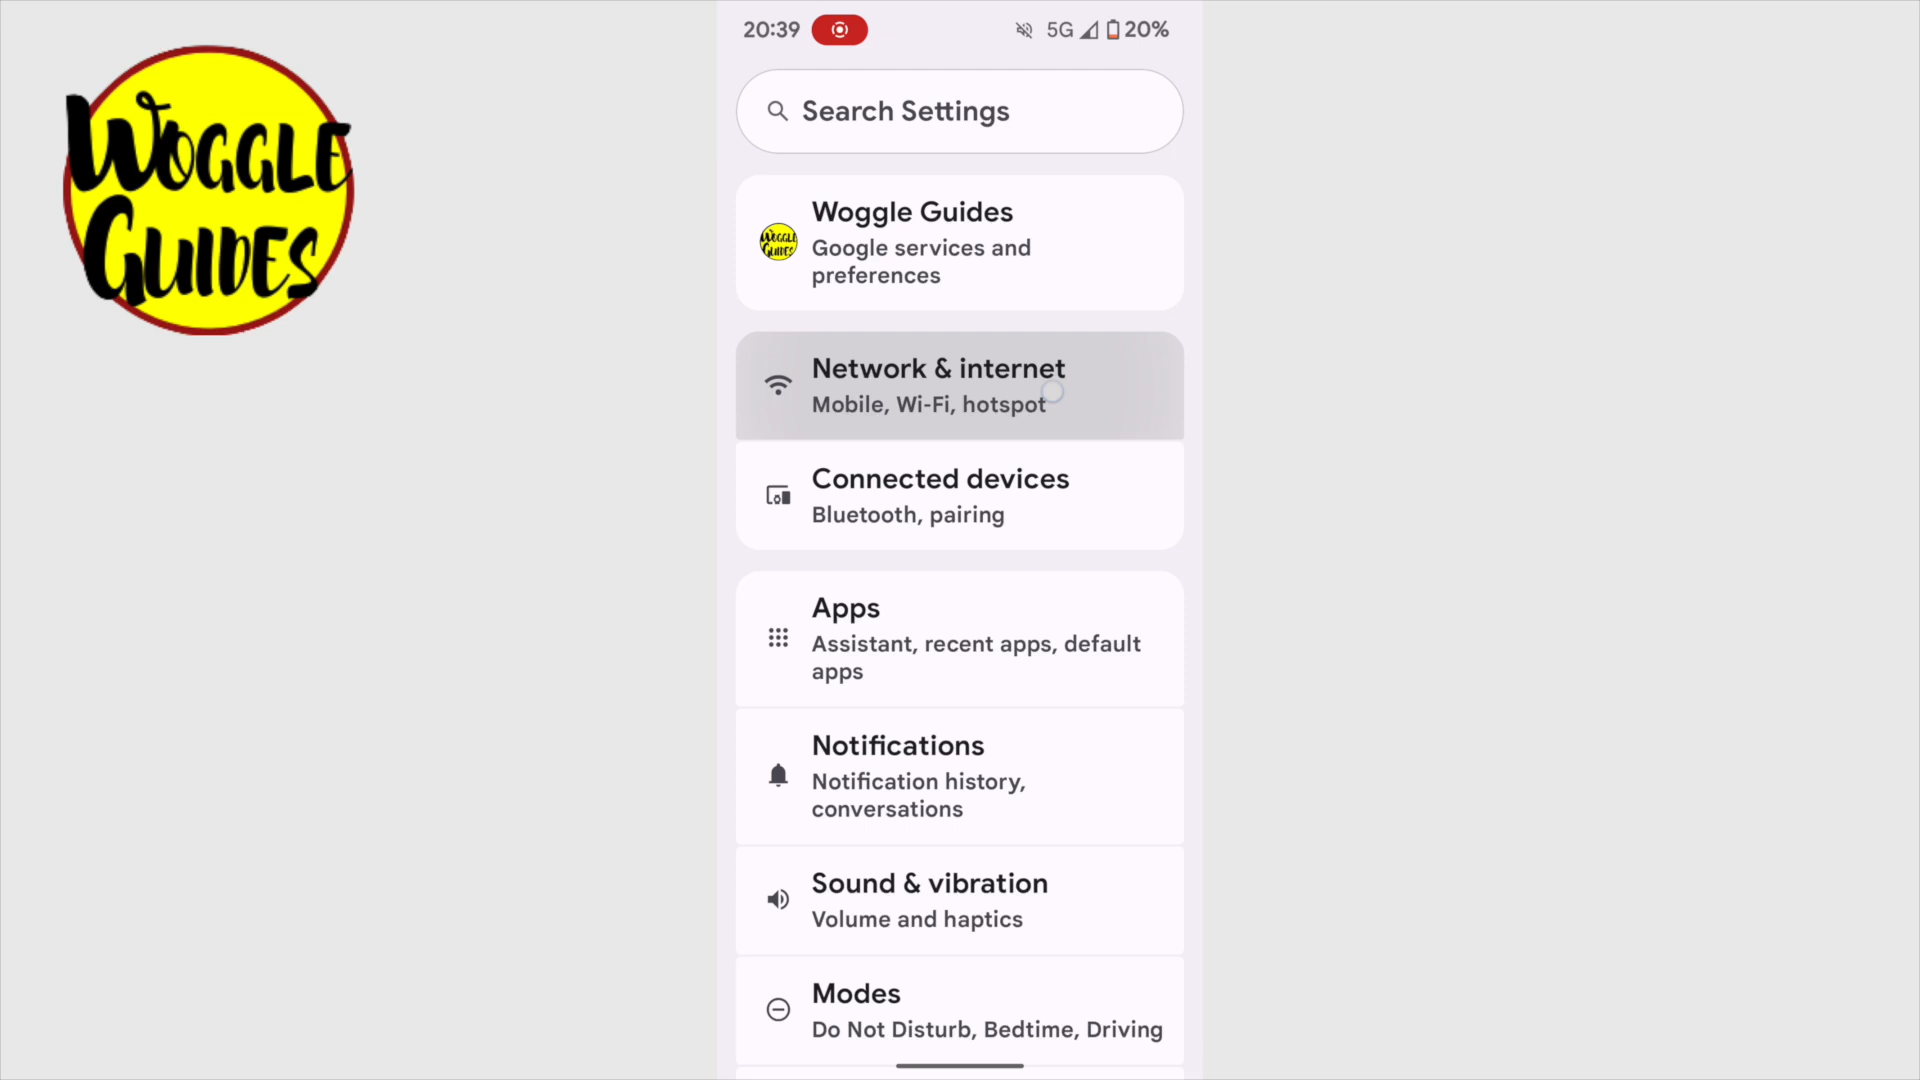 WOGGLE
GUIDES
20:39
5G
20%
Search Settings
Woggle Guides
Google services and
preferences
WOGGLE
GUIDES
Network & internet
Mobile, Wi-Fi, hotspot
Connected devices
Bluetooth, pairing
Apps
Assistant, recent apps, default
apps
Notifications
Notification history,
conversations
Sound & vibration
Volume and haptics
Modes
Do Not Disturb, Bedtime, Driving